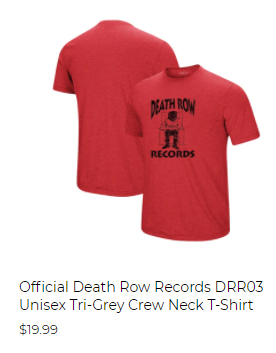 DEATH ROW
RECORDS
Official Death Row Records DRR03
Unisex Tri-Grey Crew Neck T-Shirt
$19.99